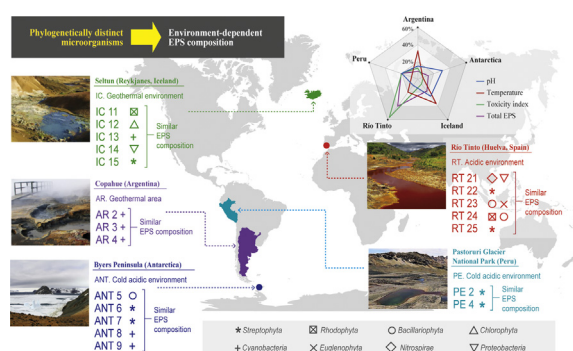 Phylogenetically distinct
microorganisms
Environment-dependent
EPS composition
Seltun (Reykjanes, Iceland)
IC. Geothermal environment
IC 11
IC 12
IC 13 +
IC 14
IC 15 *
Similar
EPS
composition
Copahue (Argentina)
AR. Geothermal area
AR 2 +
AR 3 +
AR 4 +
Similar
EPS composition
Byers Peninsula (Antarctica)
ANT. Cold acidic environment
ANT 5
ANT 6 *
ANT 7 *
ANT 8 +
ANT 9 +
Similar
EPS
composition
Argentina
60%
40%
20%
Peru
Antarctica
Rio Tinto
Iceland
pH
Temperature
Toxicity index
Total EPS
Río Tinto (Huelva, Spain)
RT. Acidic environment
RT 21
RT 22 *
RT 23
RT 24
RT 25 *
Similar
EPS
composition
Pastoruri Glacier
National Park (Peru)
PE. Cold acidic environment
PE 2 *
PE 4 *
Similar
EPS
composition
* Streptophyta
Rhodophyta
Bacillariophyta
Chlorophyta
+ Cyanobacteria
Euglenophyta
Nitrospirae
Proteobacteria